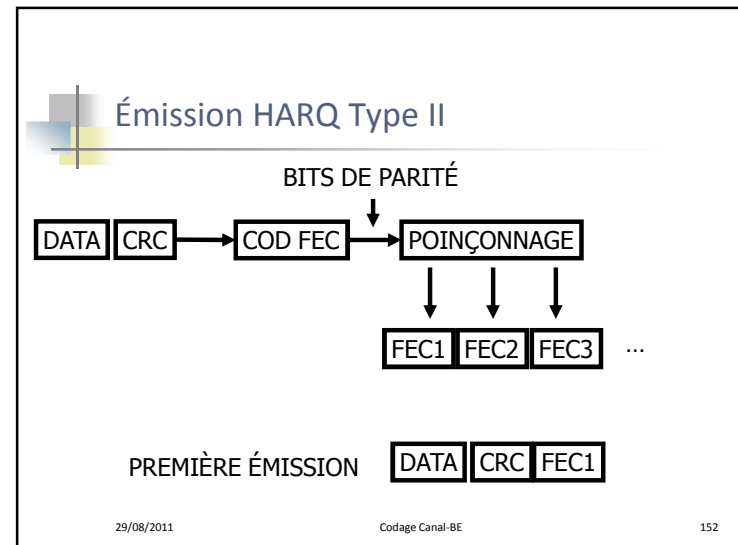 Émission HARQ Type II
BITS DE PARITÉ
DATA CRC COD FEC POINÇONNAGE
FEC1 FEC2 FEC3 ...
PREMIÈRE ÉMISSION DATA CRC FEC1
29/08/2011 Codage Canal-BE 152